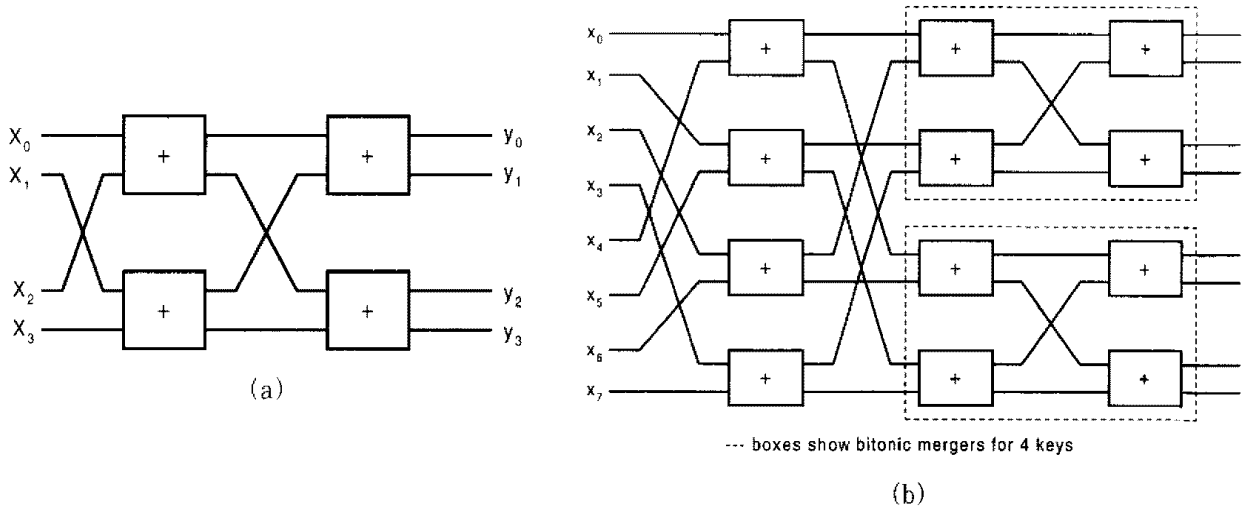 X₀
X₁
X₂
X₃
+
+
+
+
y₀
y₁
y₂
y₃
(a)
x₀
x₁
x₂
x₃
x₄
x₅
x₆
x₇
+
+
+
+
+
+
+
+
+
+
+
+
--- boxes show bitonic mergers for 4 keys
(b)